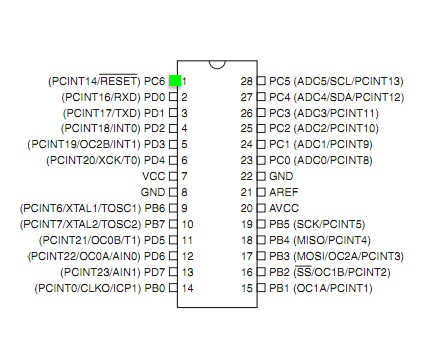 (PCINT14/RESET) PC6 1 28 PC5 (ADC5/SCL/PCINT13)
(PCINT16/RXD) PD0 2 27 PC4 (ADC4/SDA/PCINT12)
(PCINT17/TXD) PD1 3 26 PC3 (ADC3/PCINT11)
(PCINT18/INT0) PD2 4 25 PC2 (ADC2/PCINT10)
(PCINT19/OC2B/INT1) PD3 5 24 PC1 (ADC1/PCINT9)
(PCINT20/XCK/T0) PD4 6 23 PC0 (ADC0/PCINT8)
VCC 7 22 GND
GND 8 21 AREF
(PCINT6/XTAL1/TOSC1) PB6 9 20 AVCC
(PCINT7/XTAL2/TOSC2) PB7 10 19 PB5 (SCK/PCINT5)
(PCINT21/OC0B/T1) PD5 11 18 PB4 (MISO/PCINT4)
(PCINT22/OC0A/AIN0) PD6 12 17 PB3 (MOSI/OC2A/PCINT3)
(PCINT23/AIN1) PD7 13 16 PB2 (SS/OC1B/PCINT2)
(PCINT0/CLKO/ICP1) PB0 14 15 PB1 (OC1A/PCINT1)